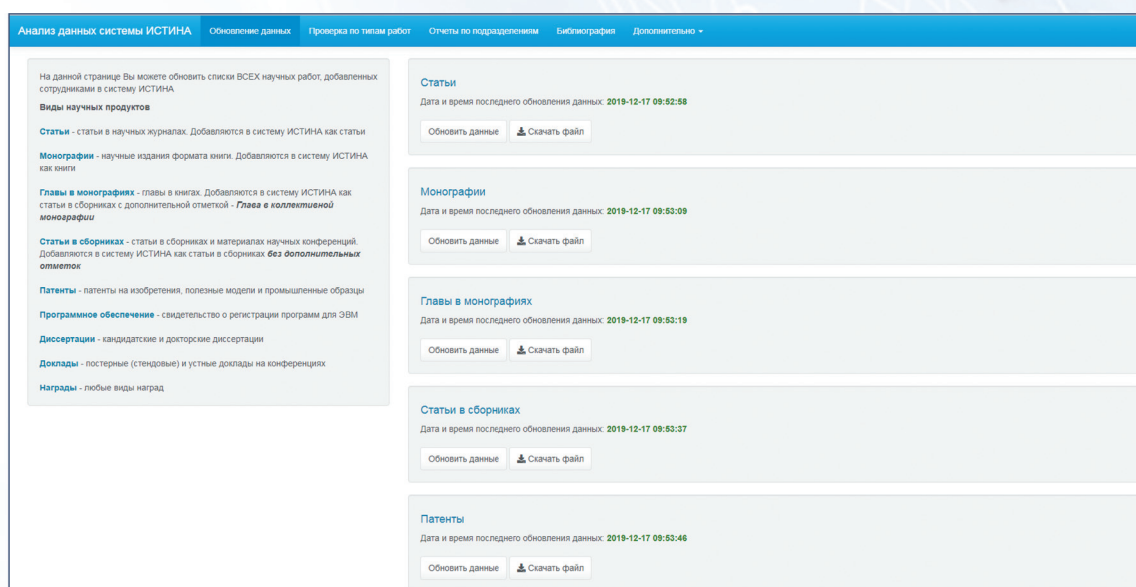 Анализ данных системы ИСТИНА Обновление данных Проверка по типам работ Отчеты по подразделениям Библиография Дополнительно
На данной странице Вы можете обновить списки ВСЕХ научных работ, добавленных
сотрудниками в систему ИСТИНА
Виды научных продуктов
Статьи - статьи в научных журналах. Добавляются в систему ИСТИНА как статьи
Монографии - научные издания формата книги. Добавляются в систему ИСТИНА
как книги
Главы в монографиях - главы в книгах. Добавляются в систему ИСТИНА как
статьи в сборниках с дополнительной отметкой - Глава в коллективной
монографии
Статьи в сборниках - статьи в сборниках и материалах научных конференций.
Добавляются в систему ИСТИНА как статьи в сборниках без дополнительных
отметок
Патенты - патенты на изобретения, полезные модели и промышленные образцы
Программное обеспечение - свидетельство о регистрации программ для ЭВМ
Диссертации - кандидатские и докторские диссертации
Доклады - постерные (стендовые) и устные доклады на конференциях
Награды - любые виды наград
Статьи
Дата и время последнего обновления данных: 2019-12-17 09:52:58
Обновить данные Скачать файл
Монографии
Дата и время последнего обновления данных: 2019-12-17 09:53:09
Обновить данные Скачать файл
Главы в монографиях
Дата и время последнего обновления данных: 2019-12-17 09:53:19
Обновить данные Скачать файл
Статьи в сборниках
Дата и время последнего обновления данных: 2019-12-17 09:53:37
Обновить данные Скачать файл
Патенты
Дата и время последнего обновления данных: 2019-12-17 09:53:46
Обновить данные Скачать файл